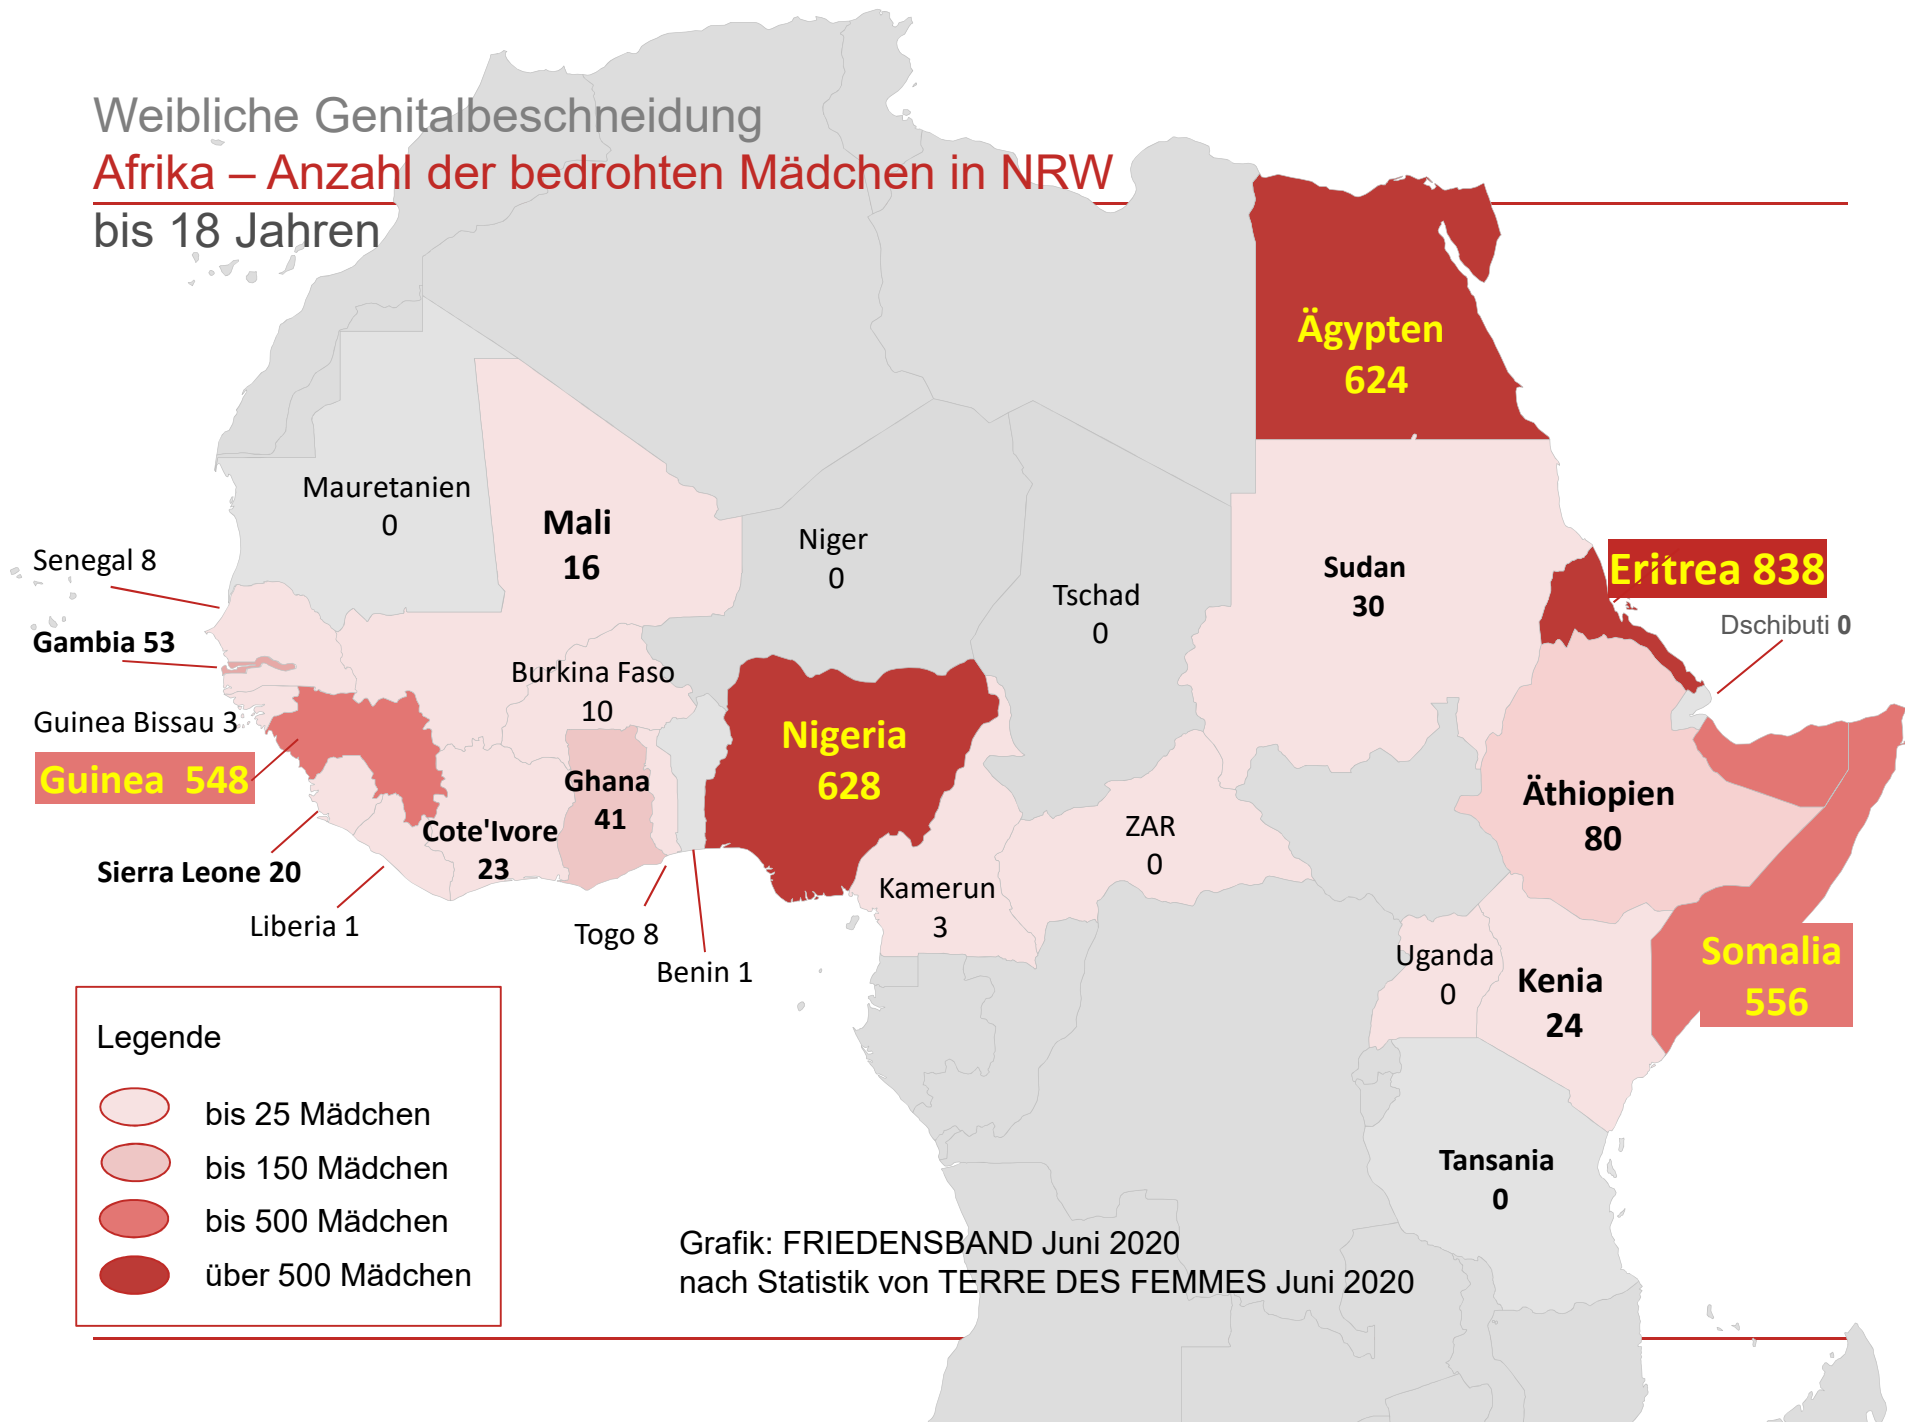 Weibliche Genitalbeschneidung
Afrika – Anzahl der bedrohten Mädchen in NRW
bis 18 Jahren
Ägypten
624
Mauretanien
0
Mali
16
Niger
0
Tschad
0
Sudan
30
Eritrea 838
Dschibuti 0
Senegal 8
Gambia 53
Guinea Bissau 3
Guinea 548
Sierra Leone 20
Liberia 1
Burkina Faso
10
Ghana
41
Cote'Ivore
23
Togo 8
Benin 1
Nigeria
628
Kamerun
3
ZAR
0
Äthiopien
80
Uganda
0
Kenia
24
Somalia
556
Tansania
0
Legende
bis 25 Mädchen
bis 150 Mädchen
bis 500 Mädchen
über 500 Mädchen
Grafik: FRIEDENSBAND Juni 2020
nach Statistik von TERRE DES FEMMES Juni 2020